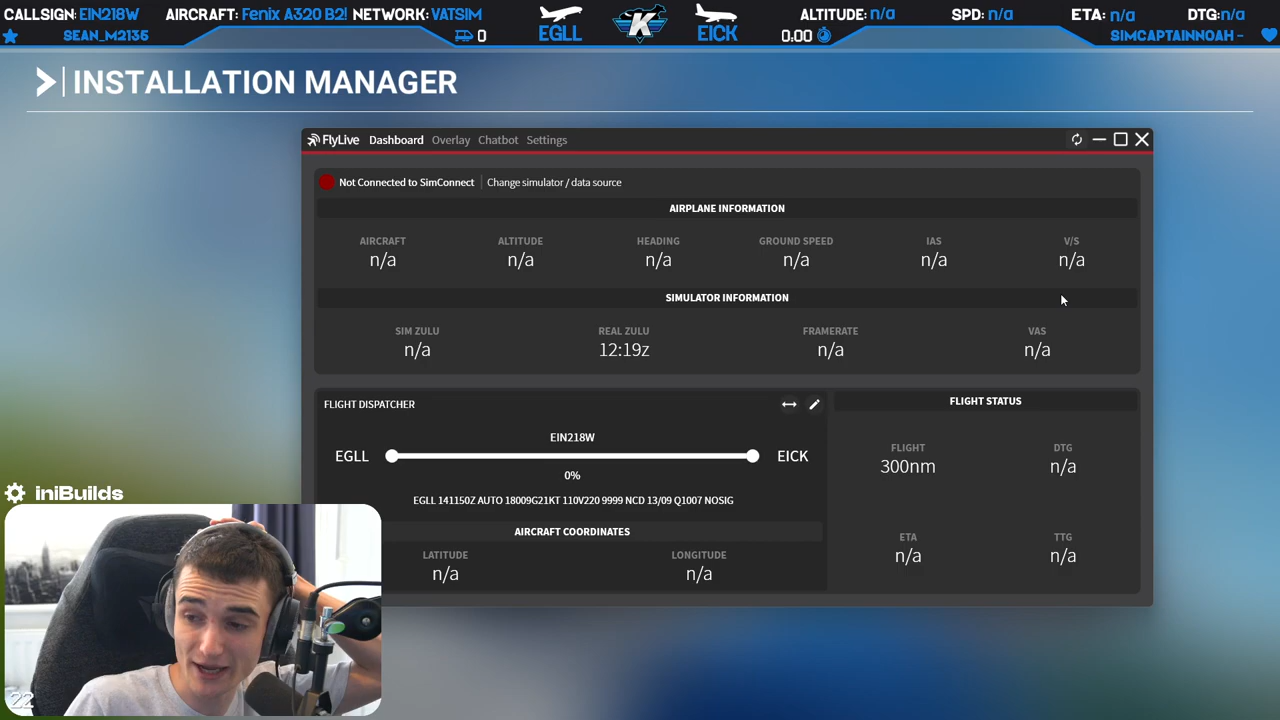 CALLSIGN: EIN218W AIRCRAFT: Fenix A320 B2! NETWORK: VATSIM
SEAN_M2135
0
EGLL
K
EICK
0:00
ALTITUDE: n/a SPD: n/a ETA: n/a DTG: n/a
SIMCAPTAINNOAH -
INSTALLATION MANAGER
FlyLive Dashboard Overlay Chatbot Settings
Not Connected to SimConnect | Change simulator / data source
AIRPLANE INFORMATION
AIRCRAFT ALTITUDE HEADING GROUND SPEED IAS V/S
n/a n/a n/a n/a n/a n/a
SIMULATOR INFORMATION
SIM ZULU REAL ZULU FRAMERATE VAS
n/a 12:19z n/a n/a
FLIGHT DISPATCHER
EIN218W
EGLL EICK
0%
EGLL 141150Z AUTO 18009G21KT 110V220 9999 NCD 13/09 Q1007 NOSIG
AIRCRAFT COORDINATES
LATITUDE LONGITUDE
n/a n/a
FLIGHT STATUS
FLIGHT DTG
300nm n/a
ETA TTG
n/a n/a
iniBuilds
22